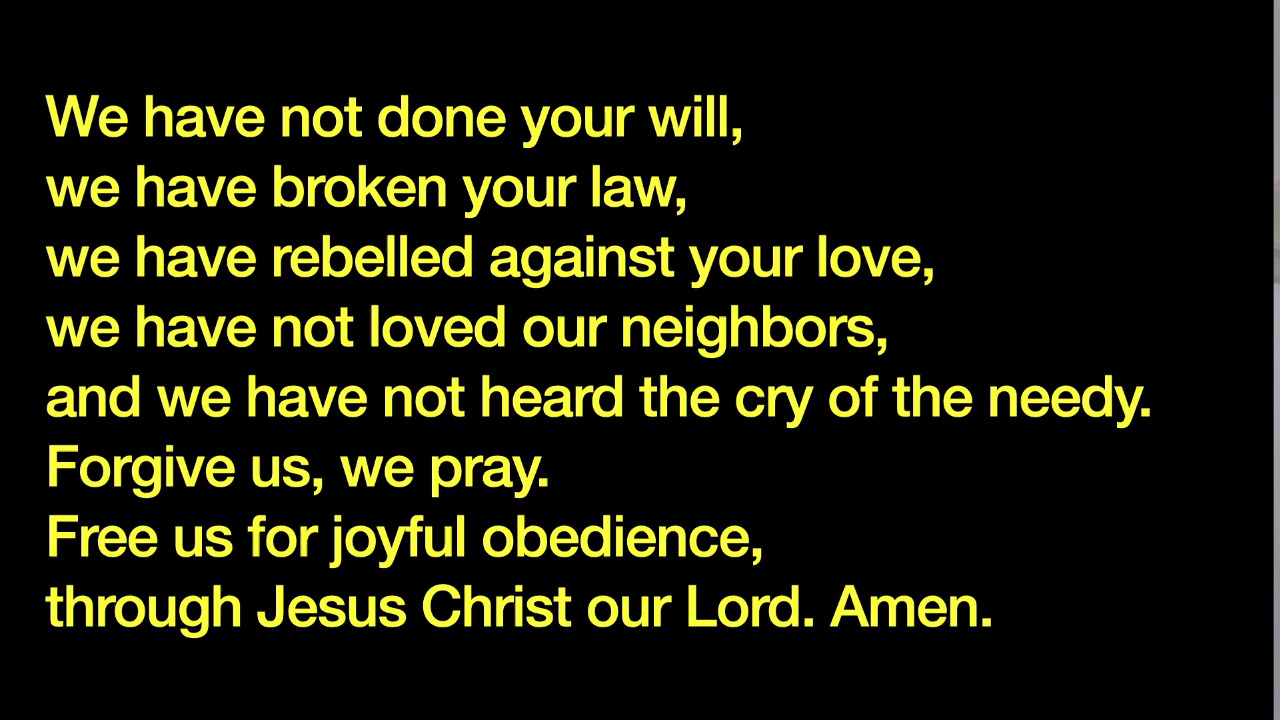 We have not done your will,
we have broken your law,
we have rebelled against your love,
we have not loved our neighbors,
and we have not heard the cry of the needy.
Forgive us, we pray.
Free us for joyful obedience,
through Jesus Christ our Lord. Amen.